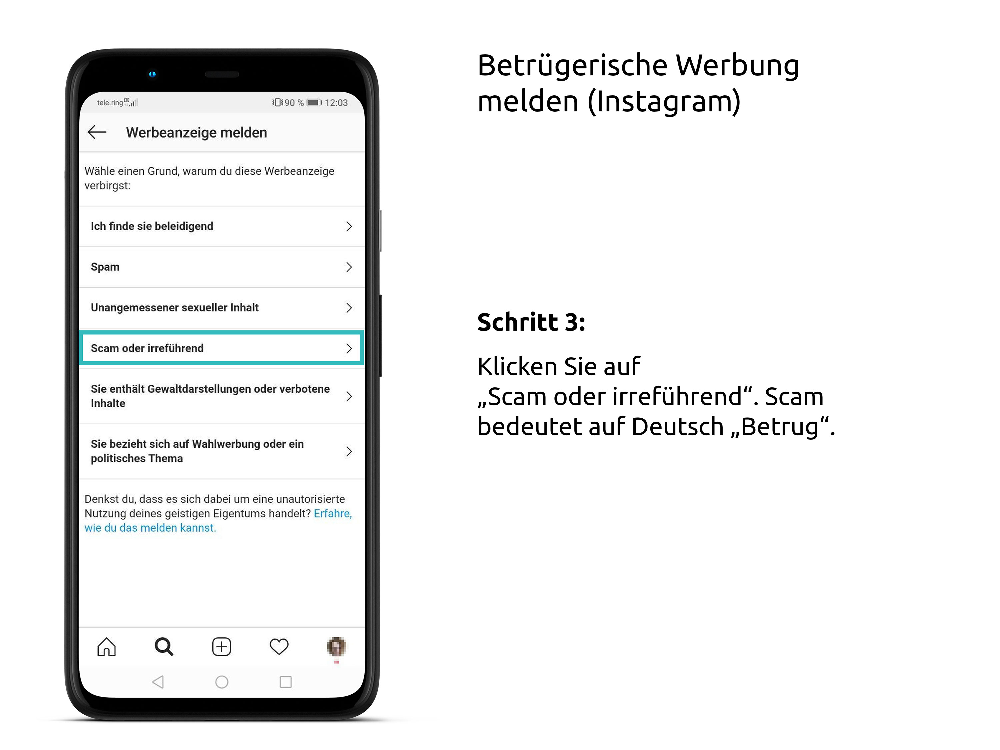 Betrügerische Werbung
melden (Instagram)
tele.ring LTE 90 % 12:03
Werbeanzeige melden
Wähle einen Grund, warum du diese Werbeanzeige
verbirgst:
Ich finde sie beleidigend
Spam
Unangemessener sexueller Inhalt
Scam oder irreführend
Sie enthält Gewaltdarstellungen oder verbotene
Inhalte
Sie bezieht sich auf Wahlwerbung oder ein
politisches Thema
Denkst du, dass es sich dabei um eine unautorisierte
Nutzung deines geistigen Eigentums handelt? Erfahre,
wie du das melden kannst.
Schritt 3:
Klicken Sie auf
„Scam oder irreführend“. Scam
bedeutet auf Deutsch „Betrug“.